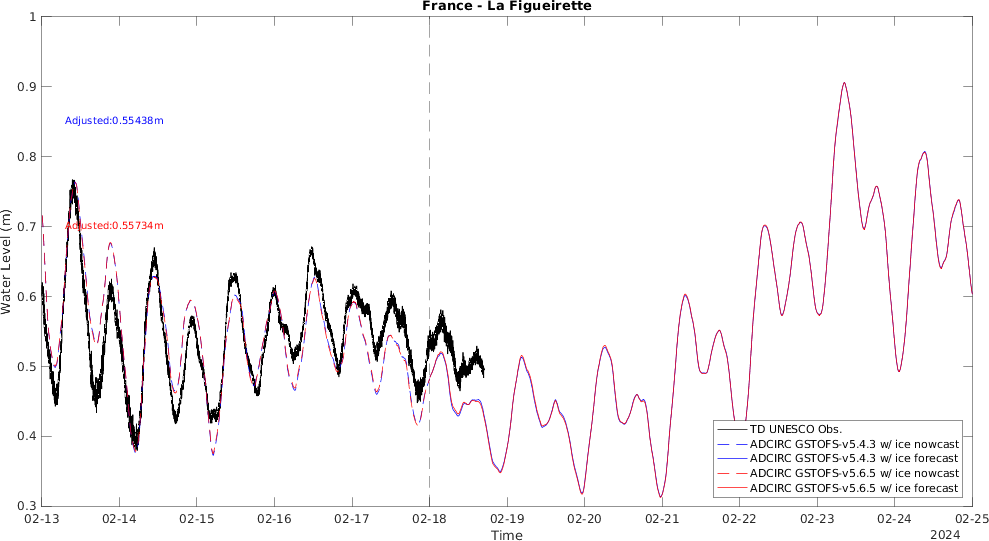 France - La Figueirette
1
0.9
0.8
0.7
0.6
0.5
0.4
0.3
Water Level (m)
Adjusted:0.55438m
Adjusted:0.55734m
TD UNESCO Obs.
ADCIRC GSTOFS-v5.4.3 w/ ice nowcast
ADCIRC GSTOFS-v5.4.3 w/ ice forecast
ADCIRC GSTOFS-v5.6.5 w/ ice nowcast
ADCIRC GSTOFS-v5.6.5 w/ ice forecast
02-13 02-14 02-15 02-16 02-17 02-18 02-19 02-20 02-21 02-22 02-23 02-24 02-25
Time
2024